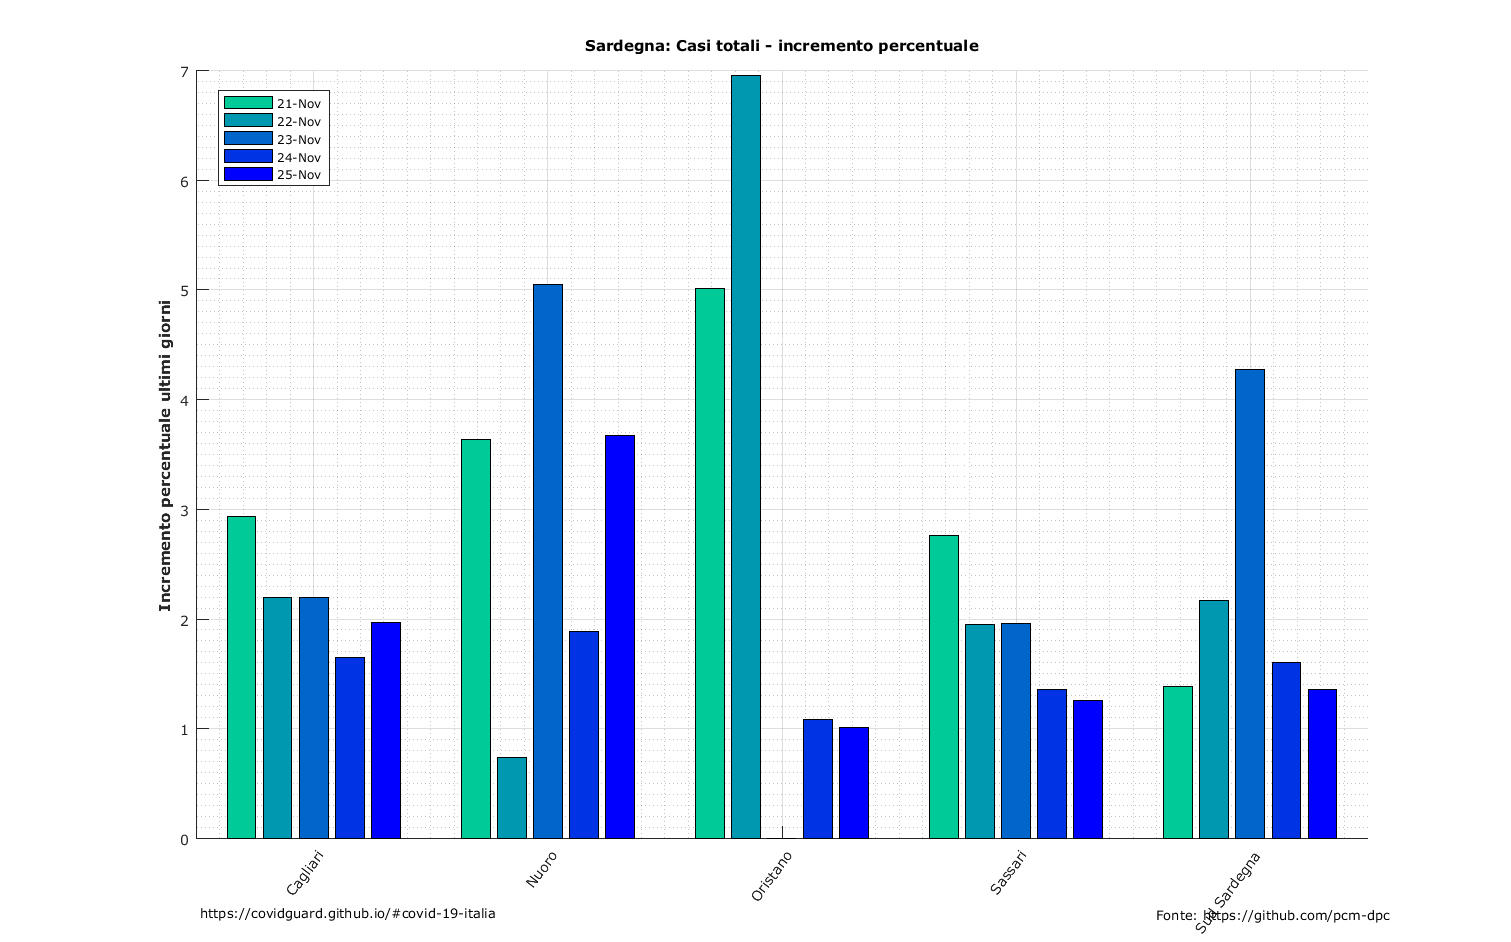 Sardegna: Casi totali - incremento percentuale
7
6
5
4
3
2
1
0
Incremento percentuale ultimi giorni
21-Nov
22-Nov
23-Nov
24-Nov
25-Nov
Cagliari
Nuoro
Oristano
Sassari
Sud Sardegna
https://covidguard.github.io/#covid-19-italia
Fonte: https://github.com/pcm-dpc